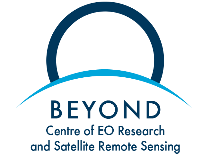 BEYOND
Centre of EO Research
and Satellite Remote Sensing